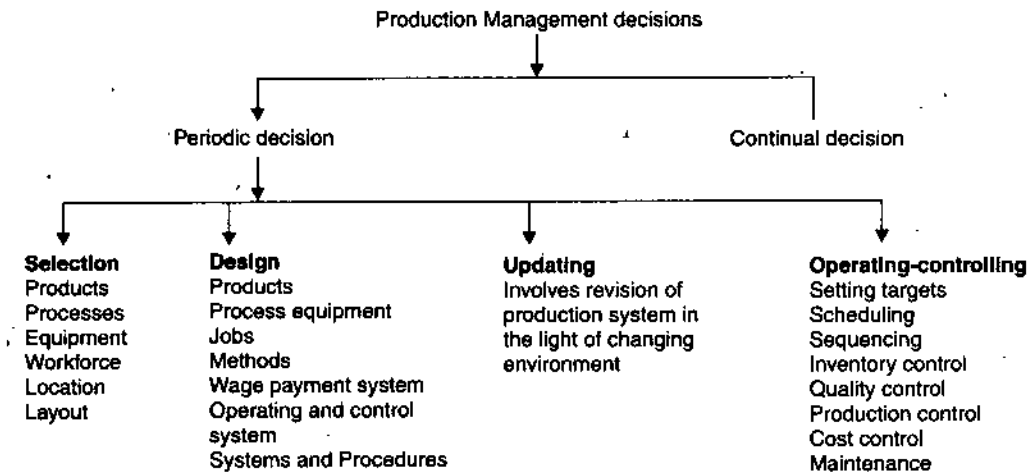 Production Management decisions
Periodic decision
Continual decision
Selection
Products
Processes
Equipment
Workforce
Location
Layout
Design
Products
Process equipment
Jobs
Methods
Wage payment system
Operating and control
system
Systems and Procedures
Updating
Involves revision of
production system in
the light of changing
environment
Operating-controlling
Setting targets
Scheduling
Sequencing
Inventory control
Quality control
Production control
Cost control
Maintenance